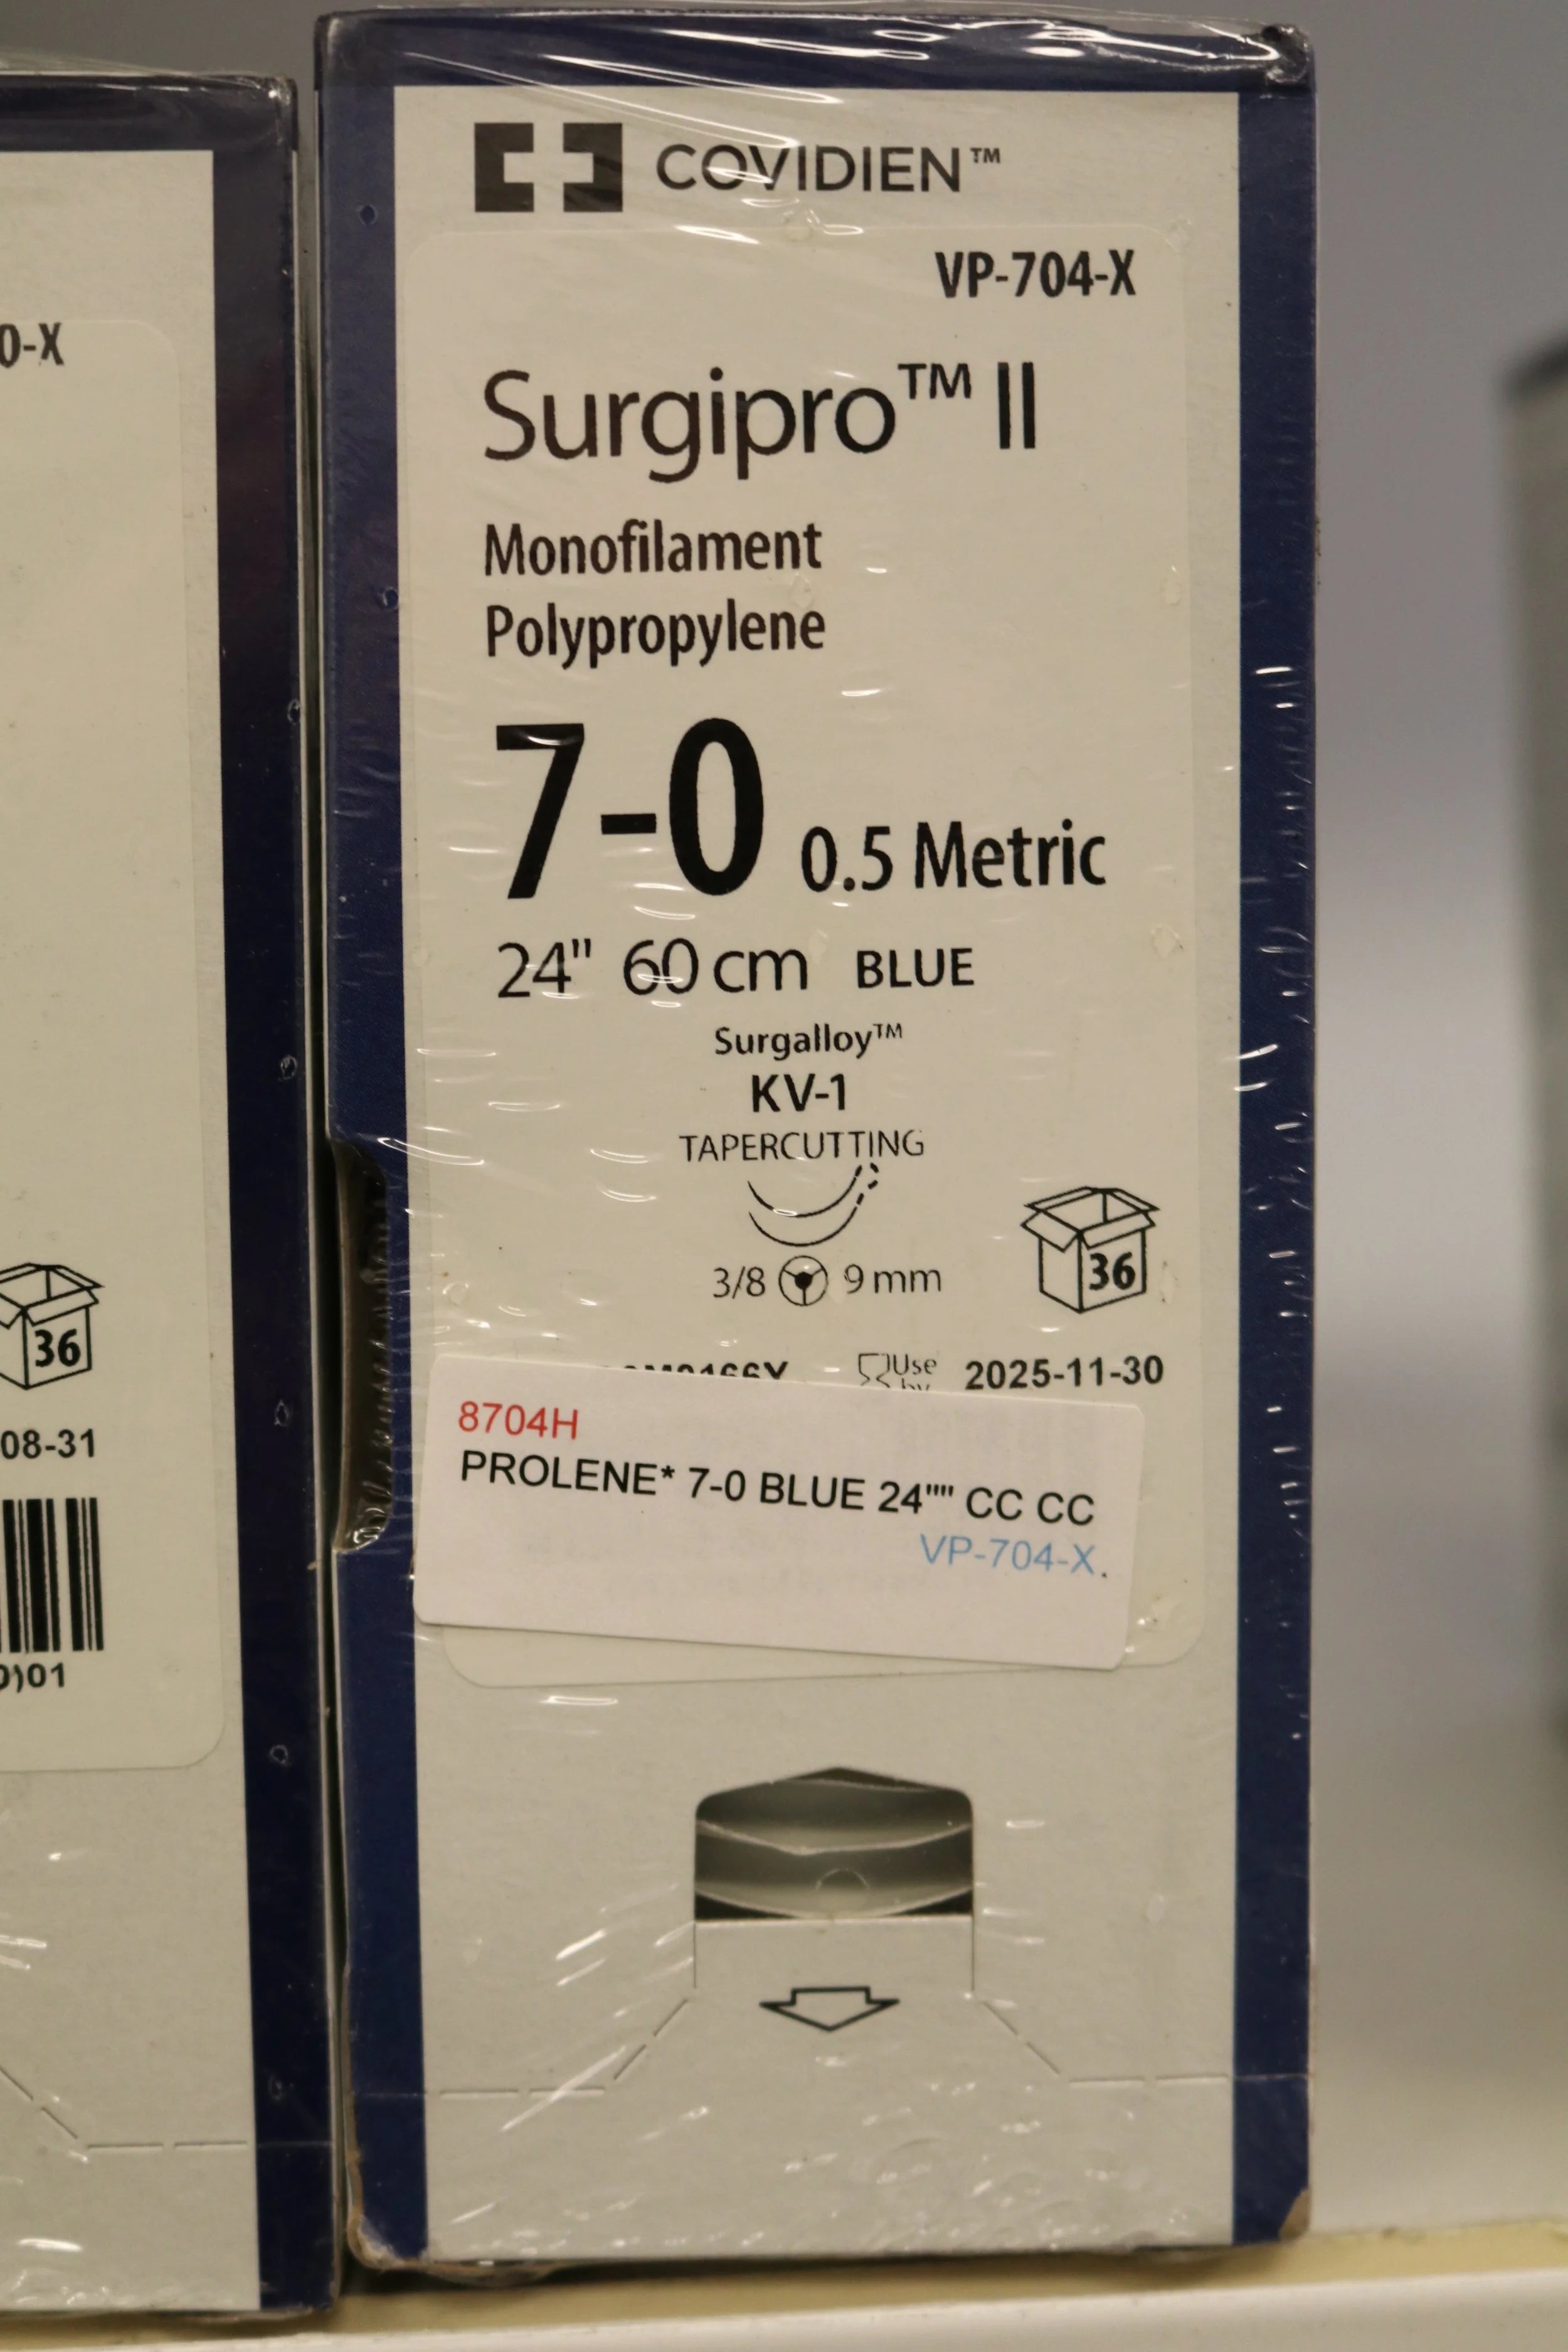 0-X
36
08-31
COVIDIEN™
VP-704-X
Surgipro™ II
Monofilament
Polypropylene
7-0 0.5 Metric
24" 60 cm BLUE
Surgalloy™
KV-1
TAPERCUTTING
3/8 9 mm
36
Use by 2025-11-30
8704H
PROLENE* 7-0 BLUE 24"" CC CC
VP-704-X.